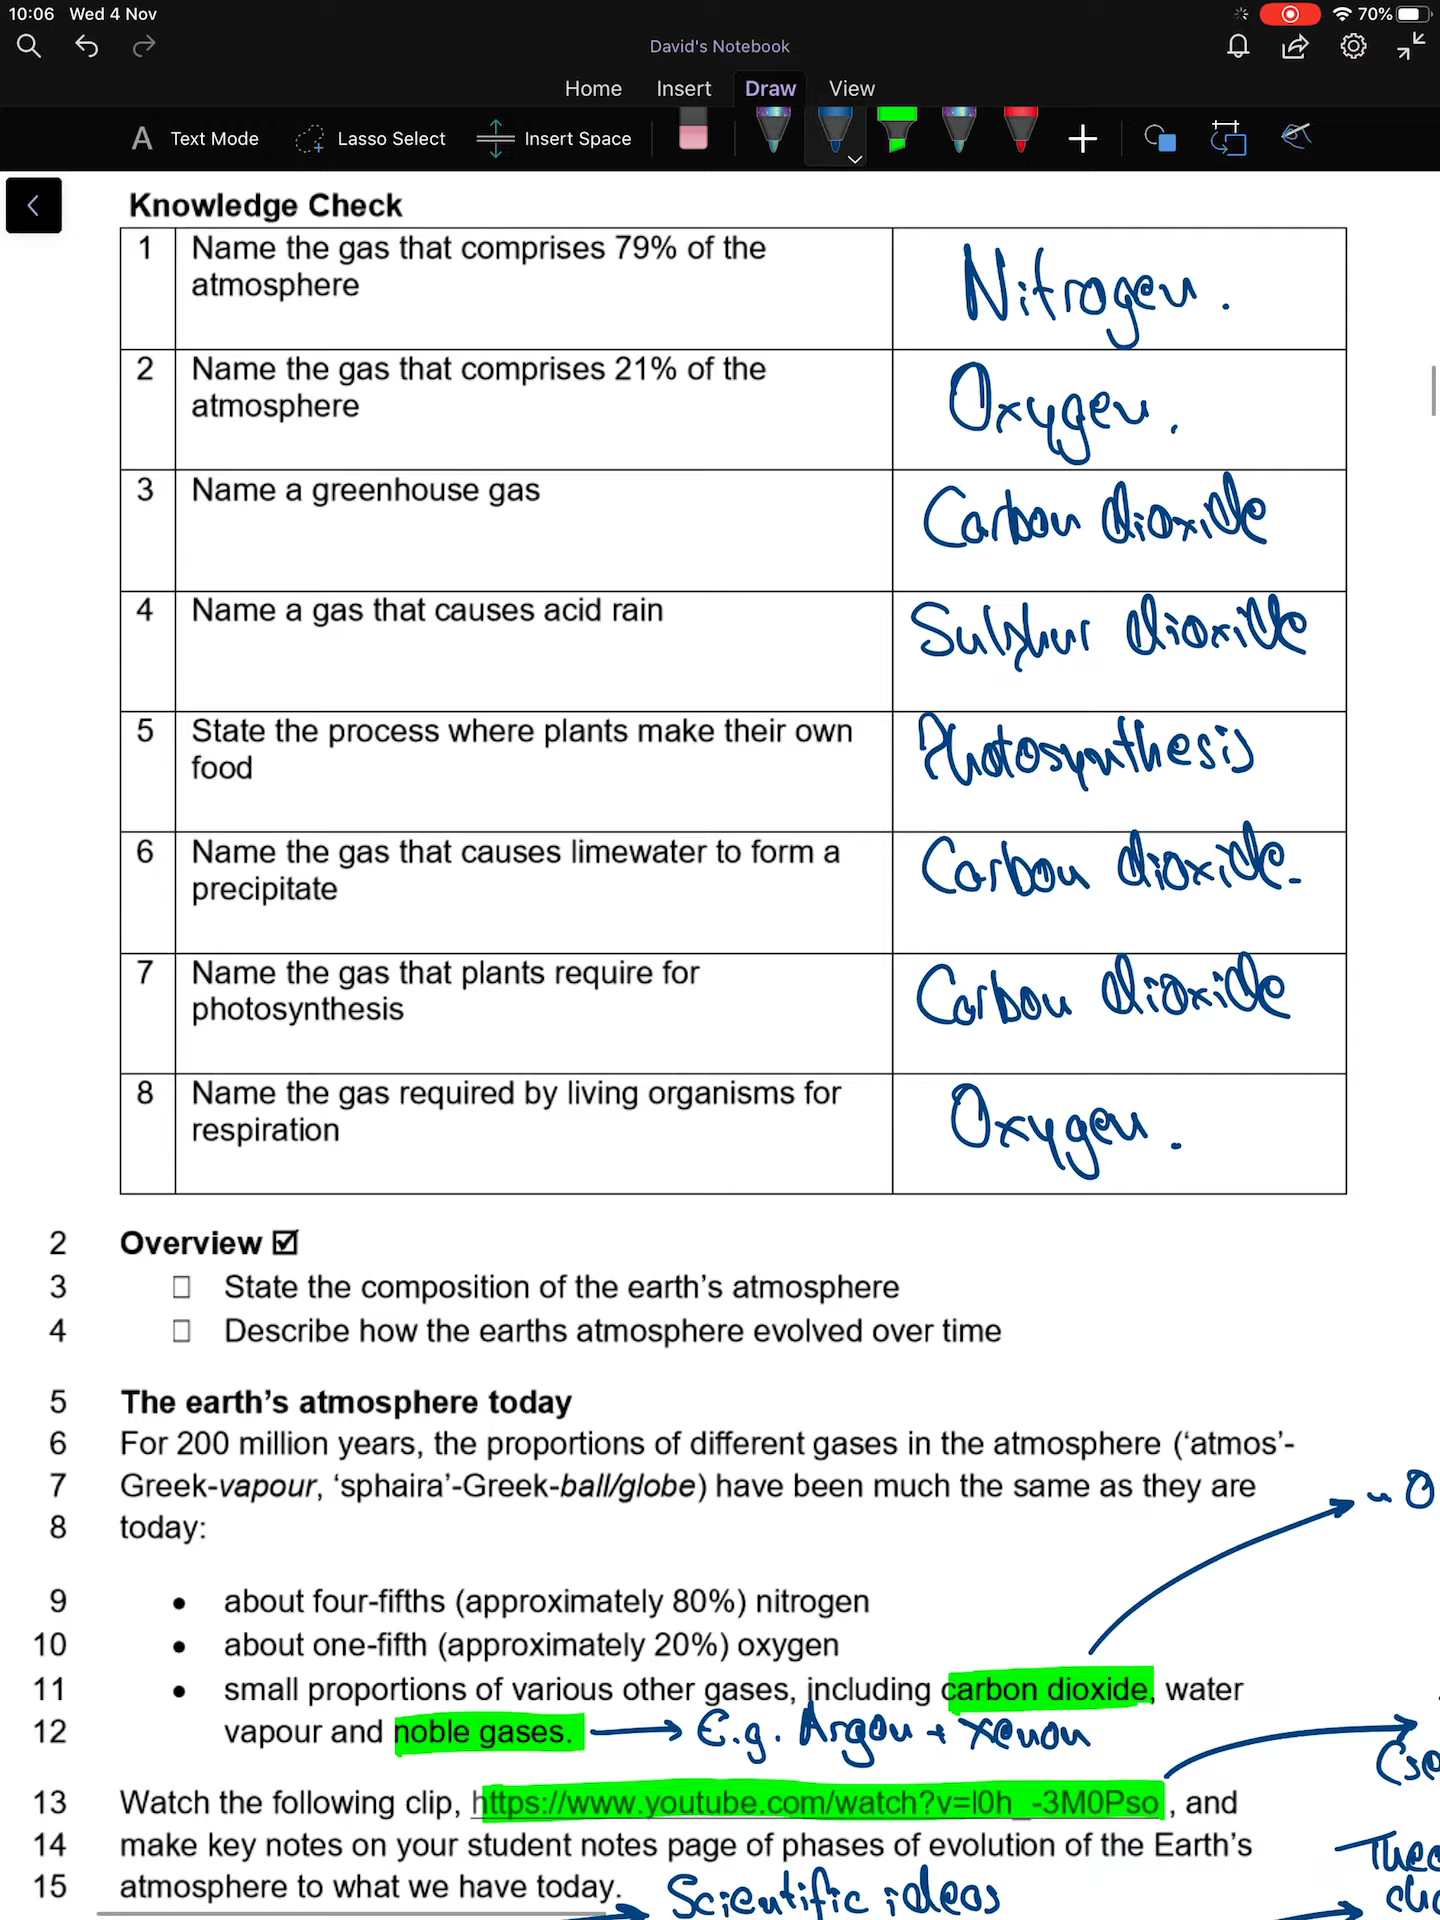 10:06 Wed 4 Nov
70%
David's Notebook
Home Insert Draw View
A Text Mode Lasso Select Insert Space
Knowledge Check
1 Name the gas that comprises 79% of the
atmosphere
Nitrogen.
2 Name the gas that comprises 21% of the
atmosphere
Oxygen.
3 Name a greenhouse gas
Carbon dioxide
4 Name a gas that causes acid rain
Sulphur dioxide
5 State the process where plants make their own
food
Photosynthesis
6 Name the gas that causes limewater to form a
precipitate
Carbon dioxide.
7 Name the gas that plants require for
photosynthesis
Carbon dioxide
8 Name the gas required by living organisms for
respiration
Oxygen.
2 Overview ☑
3 □ State the composition of the earth's atmosphere
4 □ Describe how the earths atmosphere evolved over time
5 The earth's atmosphere today
6 For 200 million years, the proportions of different gases in the atmosphere ('atmos'-
7 Greek-vapour, 'sphaira'-Greek-ball/globe) have been much the same as they are
8 today:
9 • about four-fifths (approximately 80%) nitrogen
10 • about one-fifth (approximately 20%) oxygen
11 • small proportions of various other gases, including carbon dioxide, water
12 vapour and noble gases. → E.g. Argon + Xenon
13 Watch the following clip, https://www.youtube.com/watch?v=I0h_-3M0Pso , and
14 make key notes on your student notes page of phases of evolution of the Earth's
15 atmosphere to what we have today.
Scientific ideas